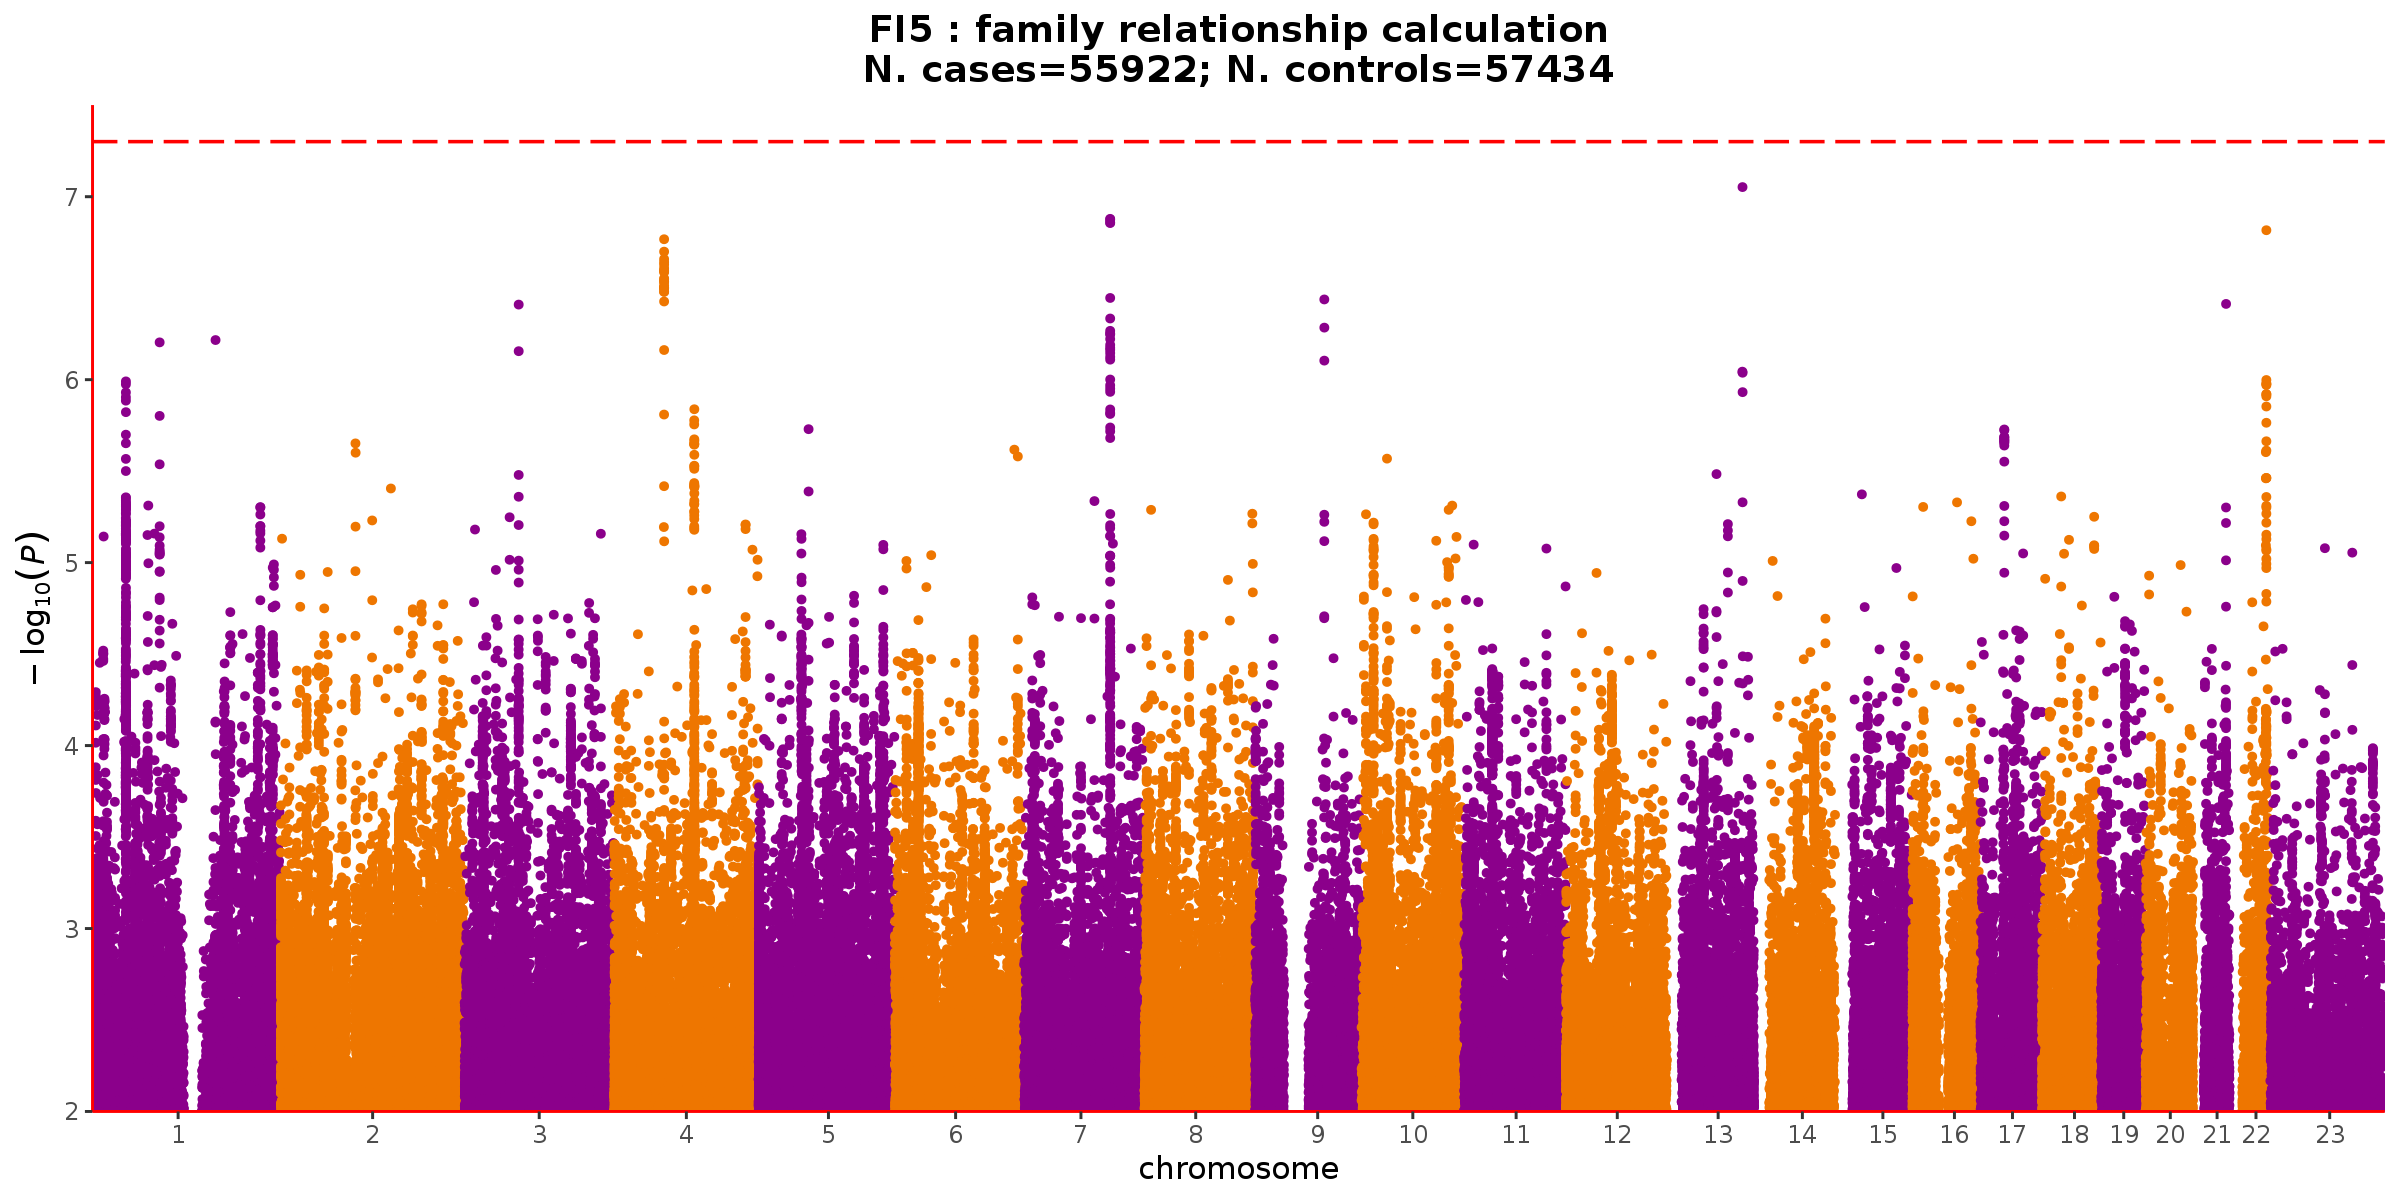 FI5 : family relationship calculation
N. cases=55922; N. controls=57434
− log₁₀(P)
7
6
5
4
3
2
1 2 3 4 5 6 7 8 9 10 11 12 13 14 15 16 17 18 19 20 21 22 23
chromosome